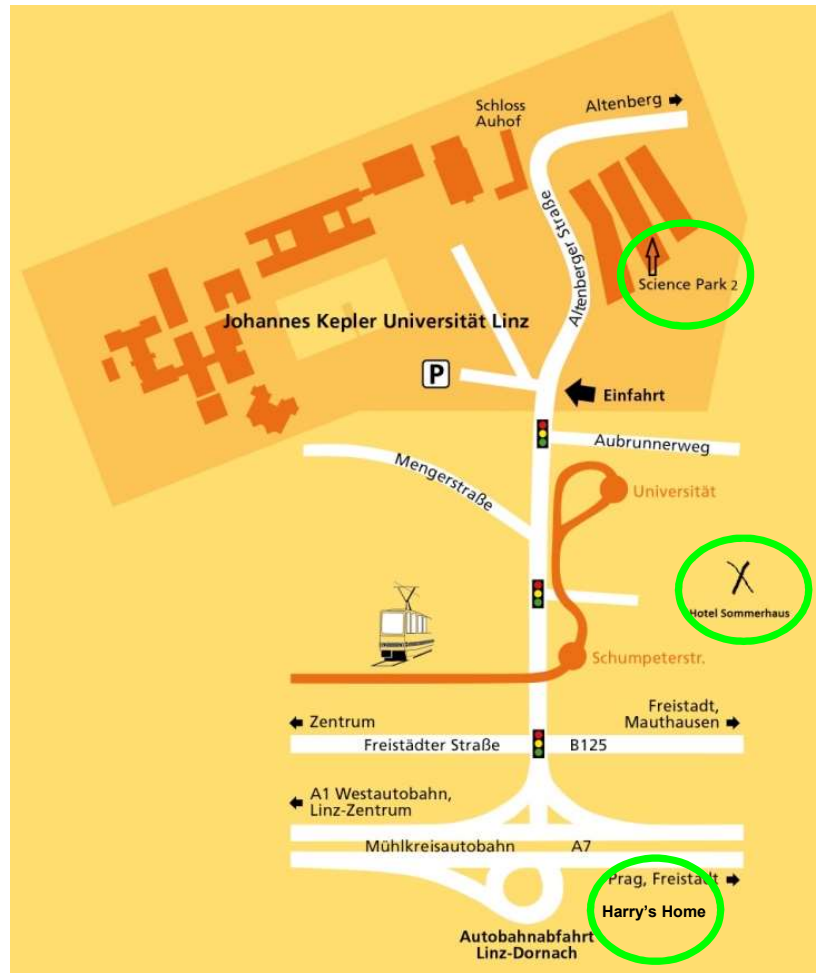 Schloss
Auhof
Altenberg
Altenberger Straße
Science Park 2
Johannes Kepler Universität Linz
P
Einfahrt
Aubrunnerweg
Mengerstraße
Universität
Hotel Sommerhaus
Schumpeterstr.
Zentrum
Freistadt,
Mauthausen
Freistädter Straße
B125
A1 Westautobahn,
Linz-Zentrum
Mühlkreisautobahn
A7
Prag, Freistadt
Harry's Home
Autobahnabfahrt
Linz-Dornach